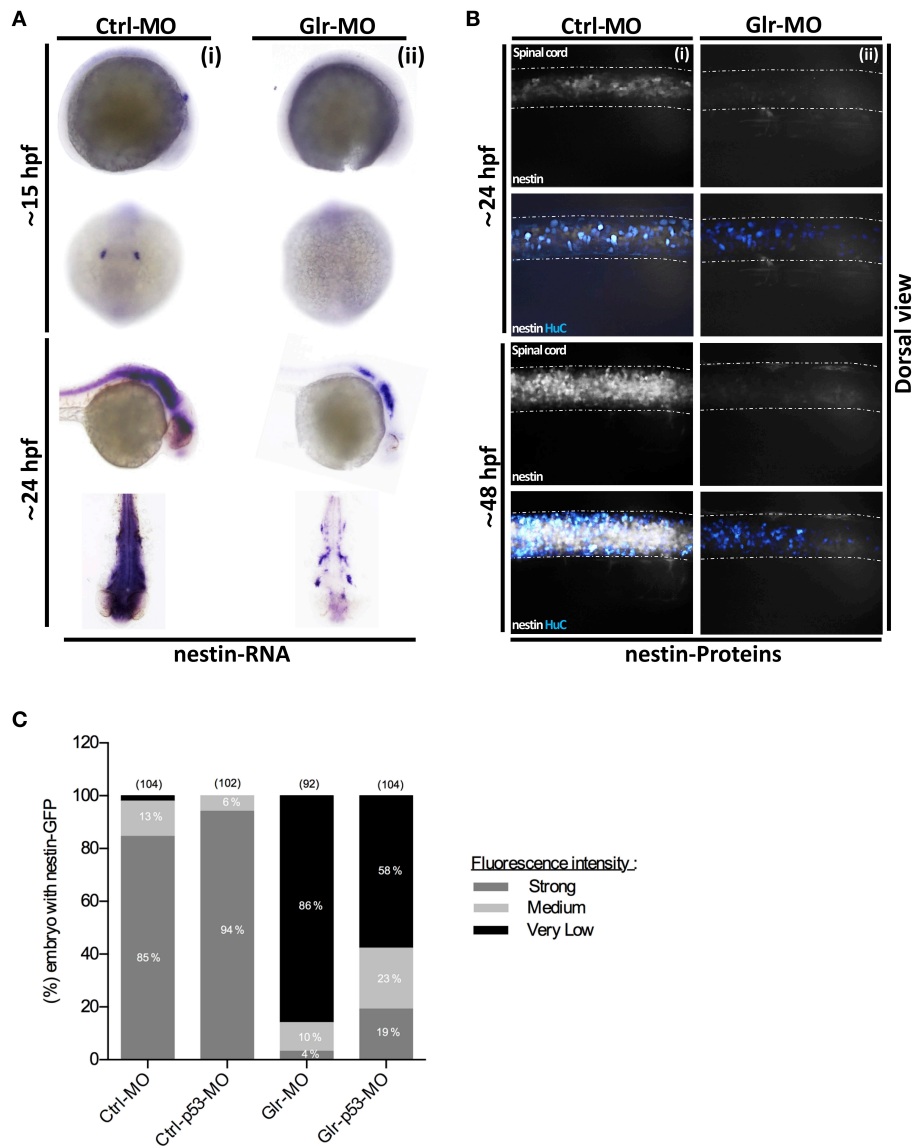 A
Ctrl-MO
Glr-MO
(i)
(ii)
~15 hpf
~24 hpf
nestin-RNA
B
Ctrl-MO
Glr-MO
Spinal cord
(i)
(ii)
nestin
nestin HuC
~24 hpf
Spinal cord
nestin
nestin HuC
~48 hpf
Dorsal view
nestin-Proteins
C
(%) embryo with nestin-GFP
120
100
80
60
40
20
0
(104)
(102)
(92)
(104)
13 %
85 %
6 %
94 %
86 %
10 %
4 %
58 %
23 %
19 %
Ctrl-MO
Ctrl-p53-MO
Glr-MO
Glr-p53-MO
Fluorescence intensity :
Strong
Medium
Very Low